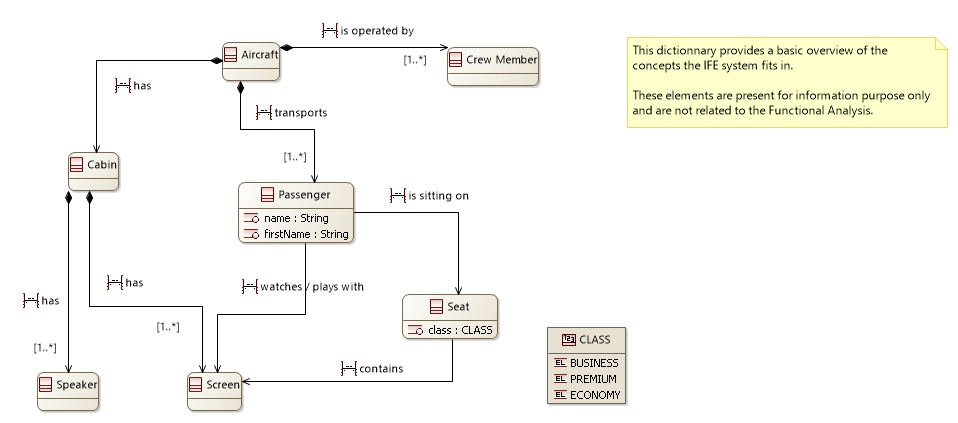 is operated by
Aircraft
[1..*]
Crew Member
This dictionnary provides a basic overview of the
concepts the IFE system fits in.
These elements are present for information purpose only
and are not related to the Functional Analysis.
has
transports
[1..*]
Cabin
Passenger
name : String
firstName : String
is sitting on
has
watches / plays with
has
[1..*]
[1..*]
Seat
class : CLASS
CLASS
BUSINESS
PREMIUM
ECONOMY
contains
Speaker
Screen